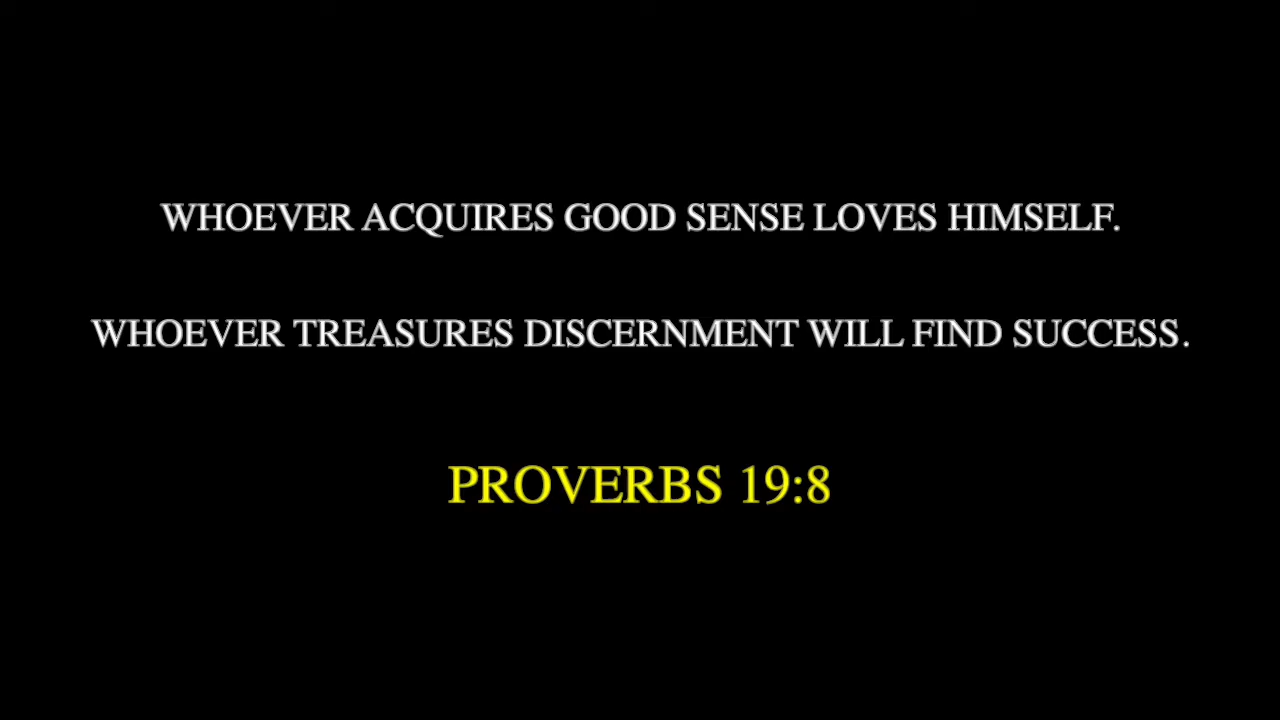 WHOEVER ACQUIRES GOOD SENSE LOVES HIMSELF.
WHOEVER TREASURES DISCERNMENT WILL FIND SUCCESS.
PROVERBS 19:8